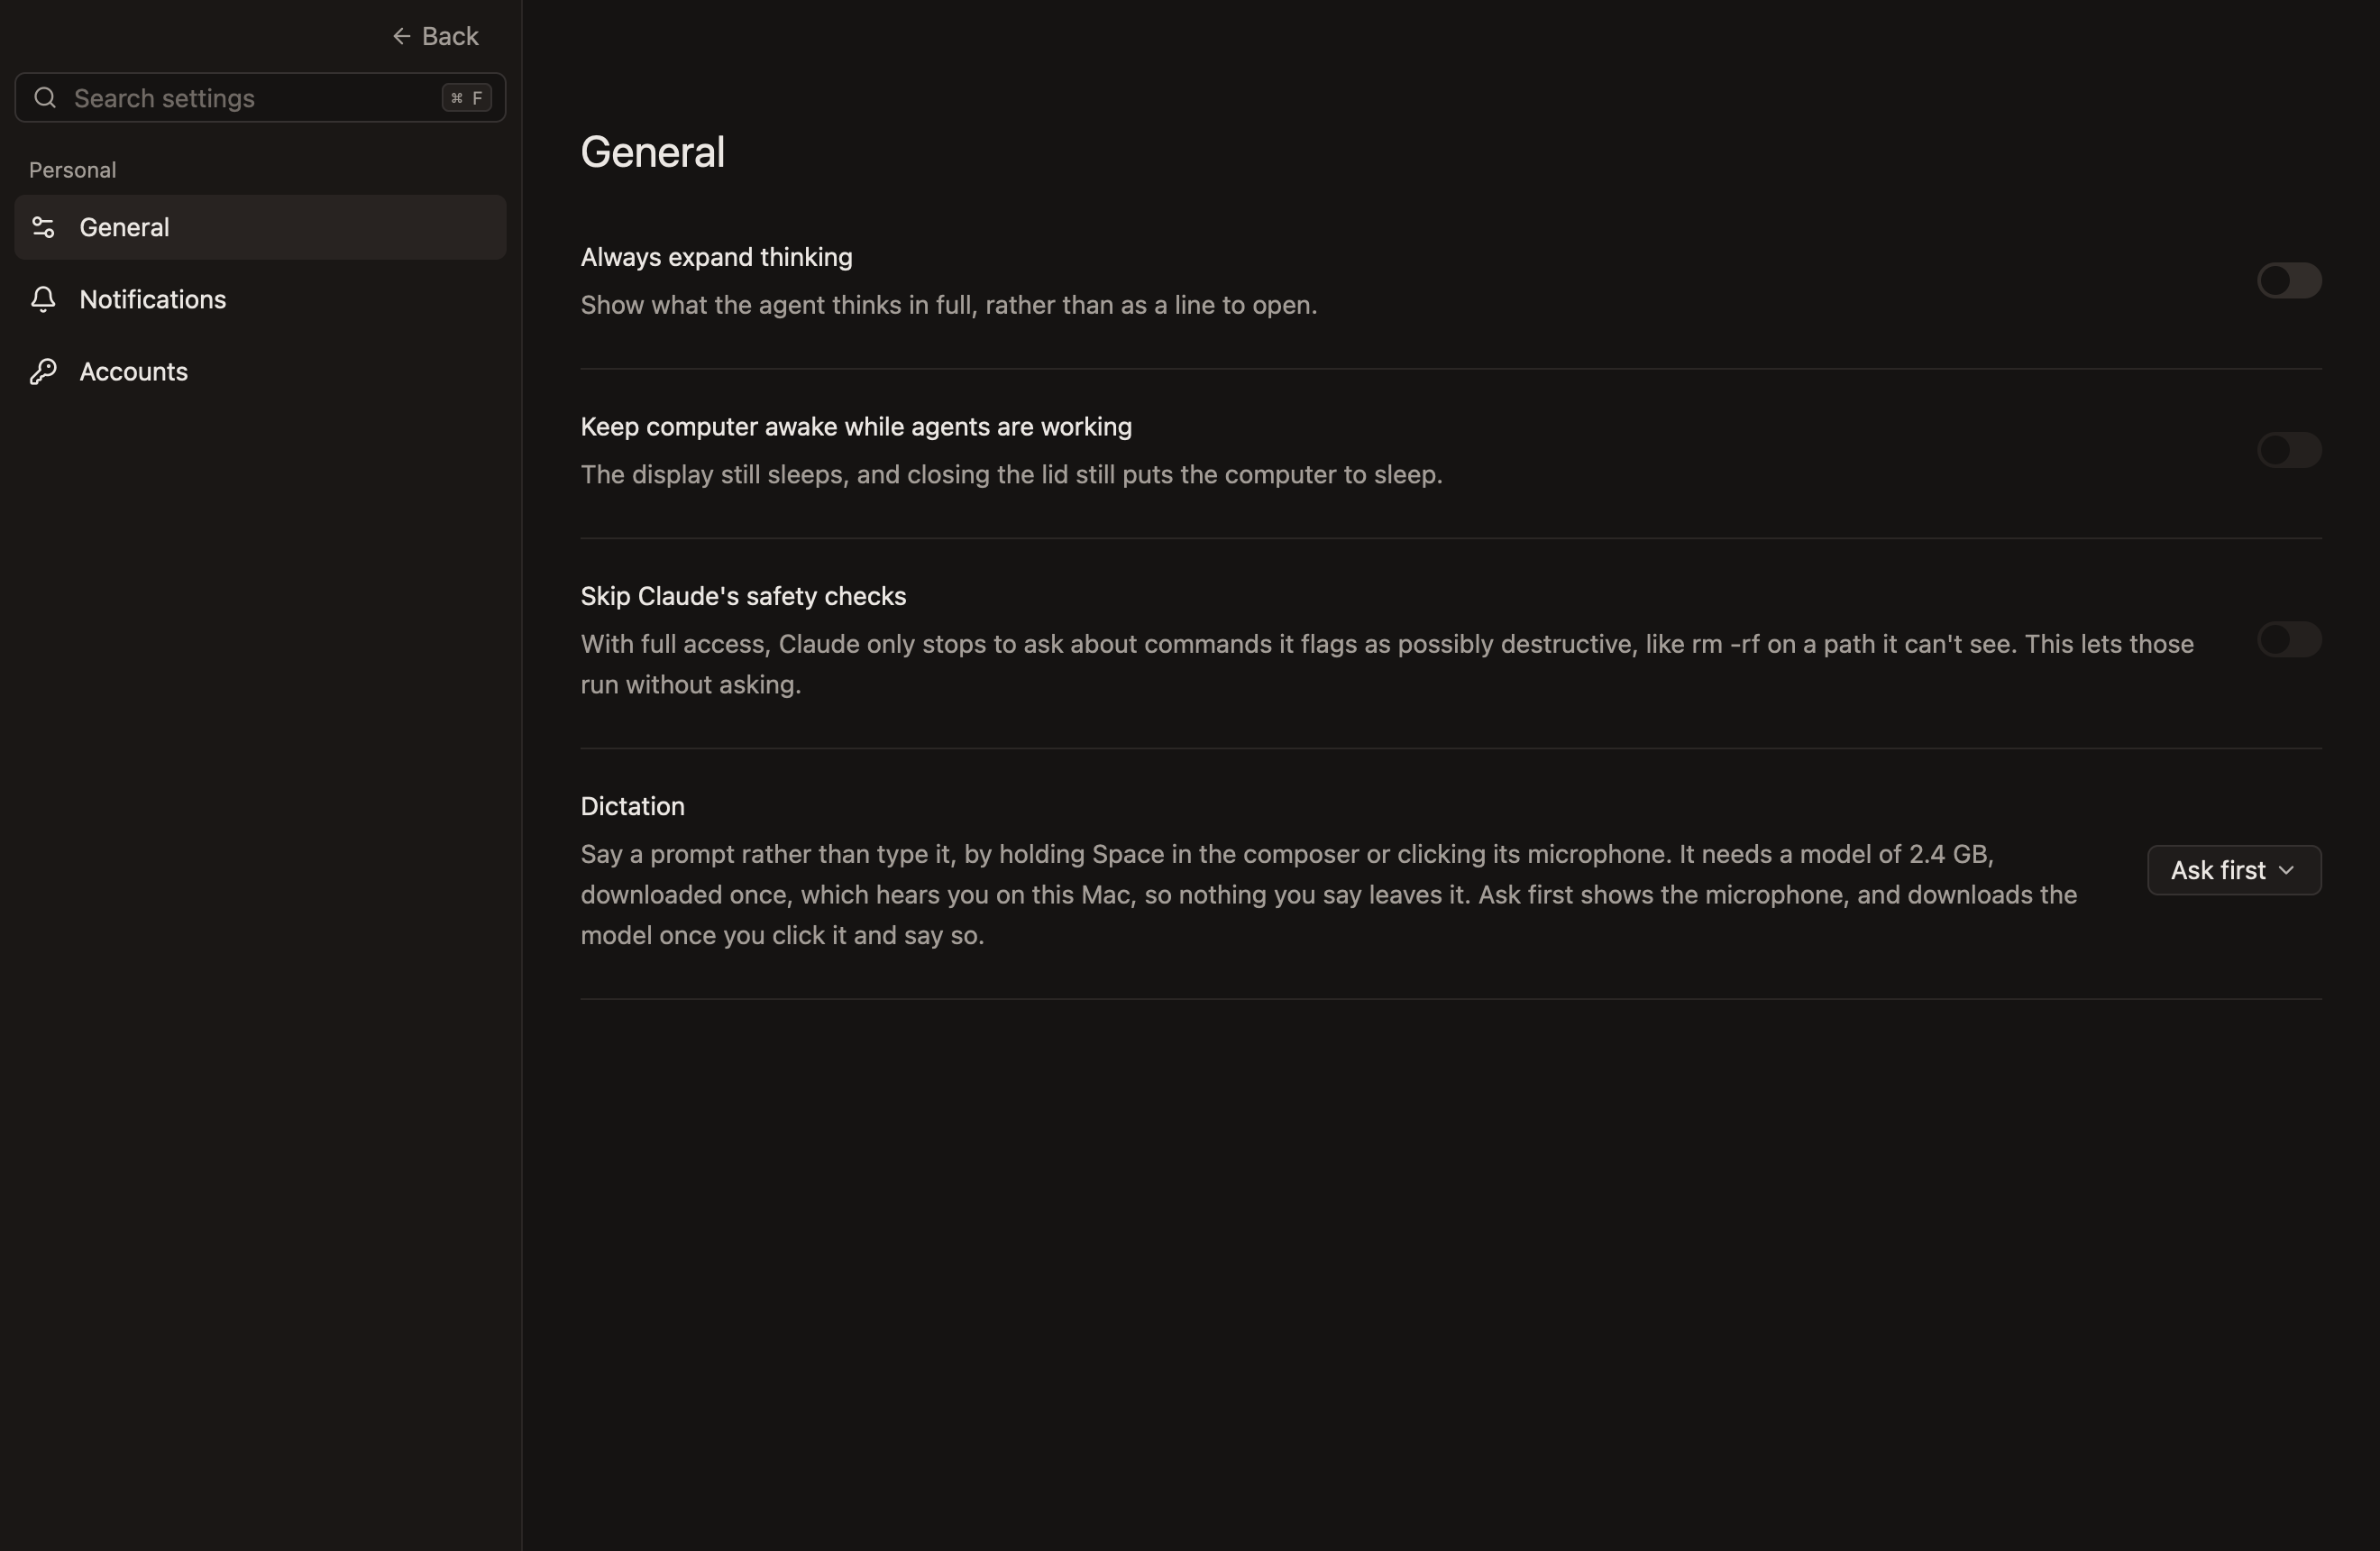 Back
Search settings
⌘ F
Personal
General
Notifications
Accounts
General
Always expand thinking
Show what the agent thinks in full, rather than as a line to open.
Keep computer awake while agents are working
The display still sleeps, and closing the lid still puts the computer to sleep.
Skip Claude's safety checks
With full access, Claude only stops to ask about commands it flags as possibly destructive, like rm -rf on a path it can't see. This lets those
run without asking.
Dictation
Say a prompt rather than type it, by holding Space in the composer or clicking its microphone. It needs a model of 2.4 GB,
downloaded once, which hears you on this Mac, so nothing you say leaves it. Ask first shows the microphone, and downloads the
model once you click it and say so.
Ask first